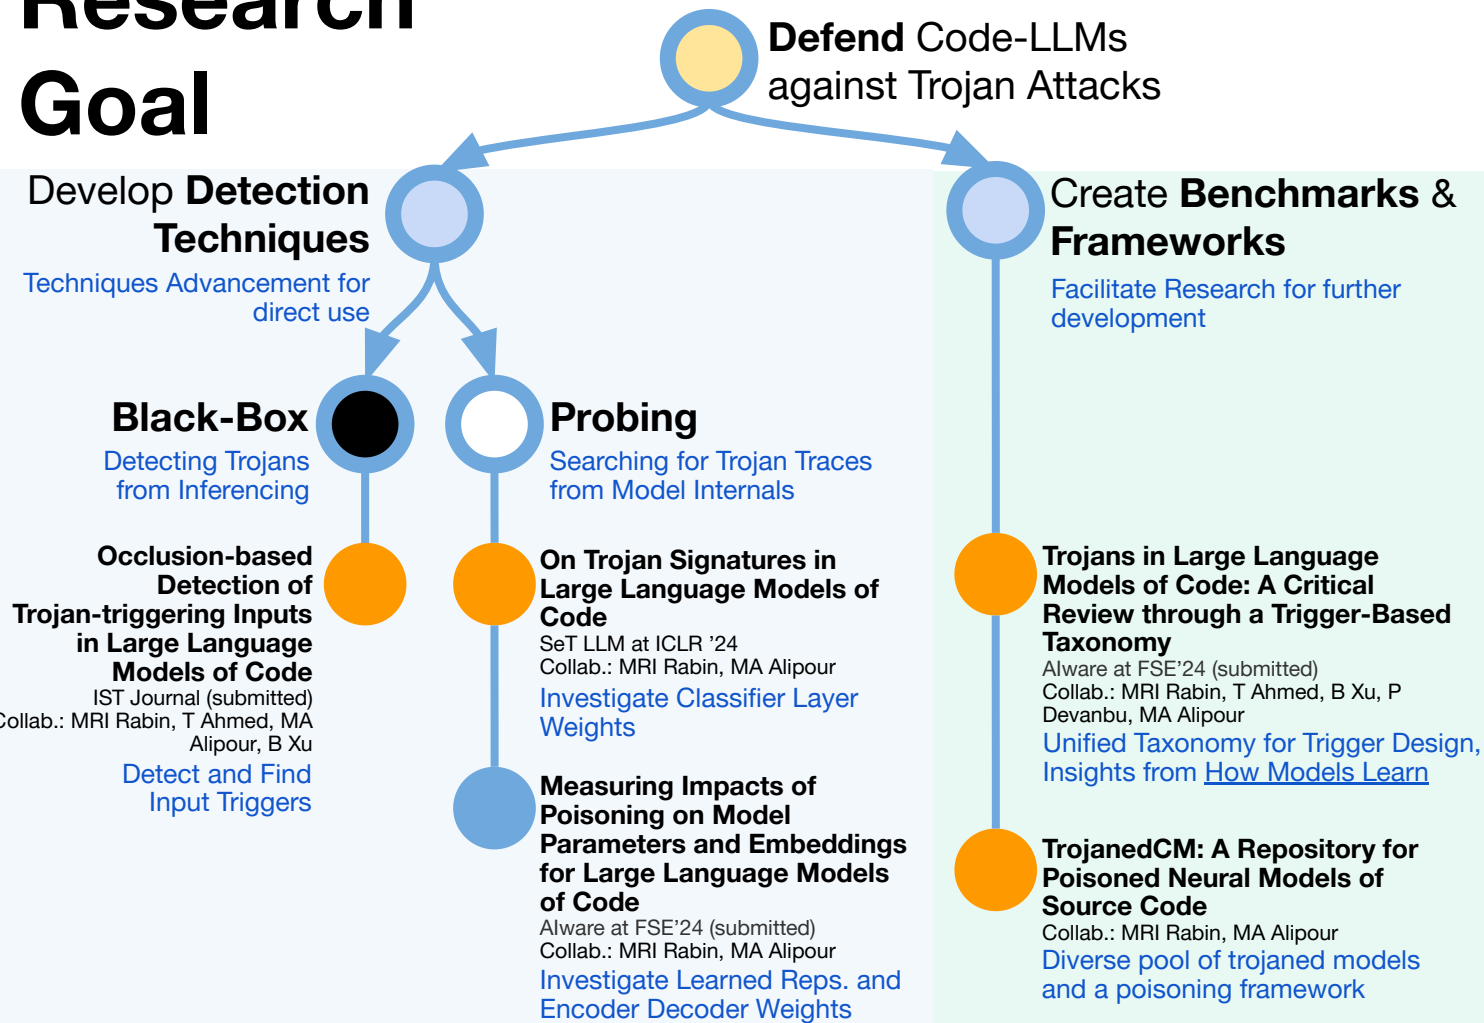 Research
Goal
Defend Code-LLMs
against Trojan Attacks
Develop Detection
Techniques
Techniques Advancement for
direct use
Create Benchmarks &
Frameworks
Facilitate Research for further
development
Black-Box
Detecting Trojans
from Inferencing
Probing
Searching for Trojan Traces
from Model Internals
Occlusion-based
Detection of
Trojan-triggering Inputs
in Large Language
Models of Code
IST Journal (submitted)
Collab.: MRI Rabin, T Ahmed, MA
Alipour, B Xu
Detect and Find
Input Triggers
On Trojan Signatures in
Large Language Models of
Code
SeT LLM at ICLR ’24
Collab.: MRI Rabin, MA Alipour
Investigate Classifier Layer
Weights
Measuring Impacts of
Poisoning on Model
Parameters and Embeddings
for Large Language Models
of Code
AIware at FSE’24 (submitted)
Collab.: MRI Rabin, MA Alipour
Investigate Learned Reps. and
Encoder Decoder Weights
Trojans in Large Language
Models of Code: A Critical
Review through a Trigger-Based
Taxonomy
AIware at FSE’24 (submitted)
Collab.: MRI Rabin, T Ahmed, B Xu, P
Devanbu, MA Alipour
Unified Taxonomy for Trigger Design,
Insights from How Models Learn
TrojanedCM: A Repository for
Poisoned Neural Models of
Source Code
Collab.: MRI Rabin, MA Alipour
Diverse pool of trojaned models
and a poisoning framework